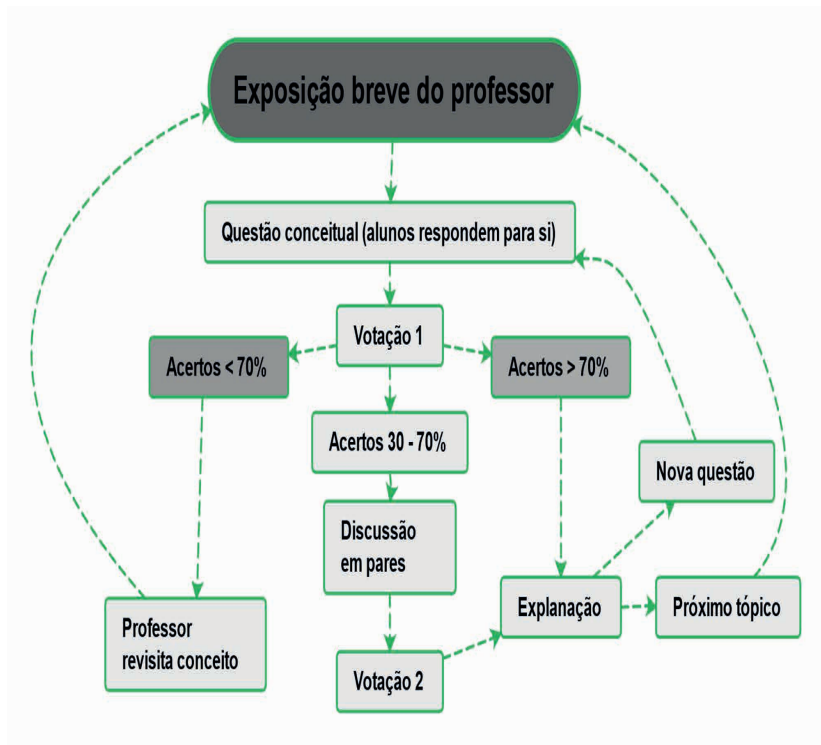 Exposição breve do professor
Questão conceitual (alunos respondem para si)
Votação 1
Acertos < 70%
Acertos > 70%
Acertos 30 - 70%
Nova questão
Discussão
em pares
Explanação
Próximo tópico
Professor
revisita conceito
Votação 2